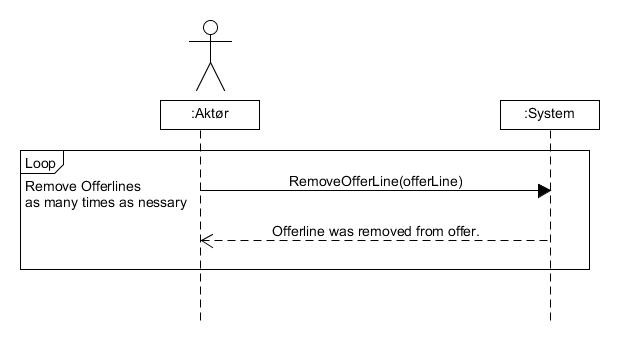 :Aktør
:System
Loop
Remove Offerlines
as many times as nessary
RemoveOfferLine(offerLine)
Offerline was removed from offer.